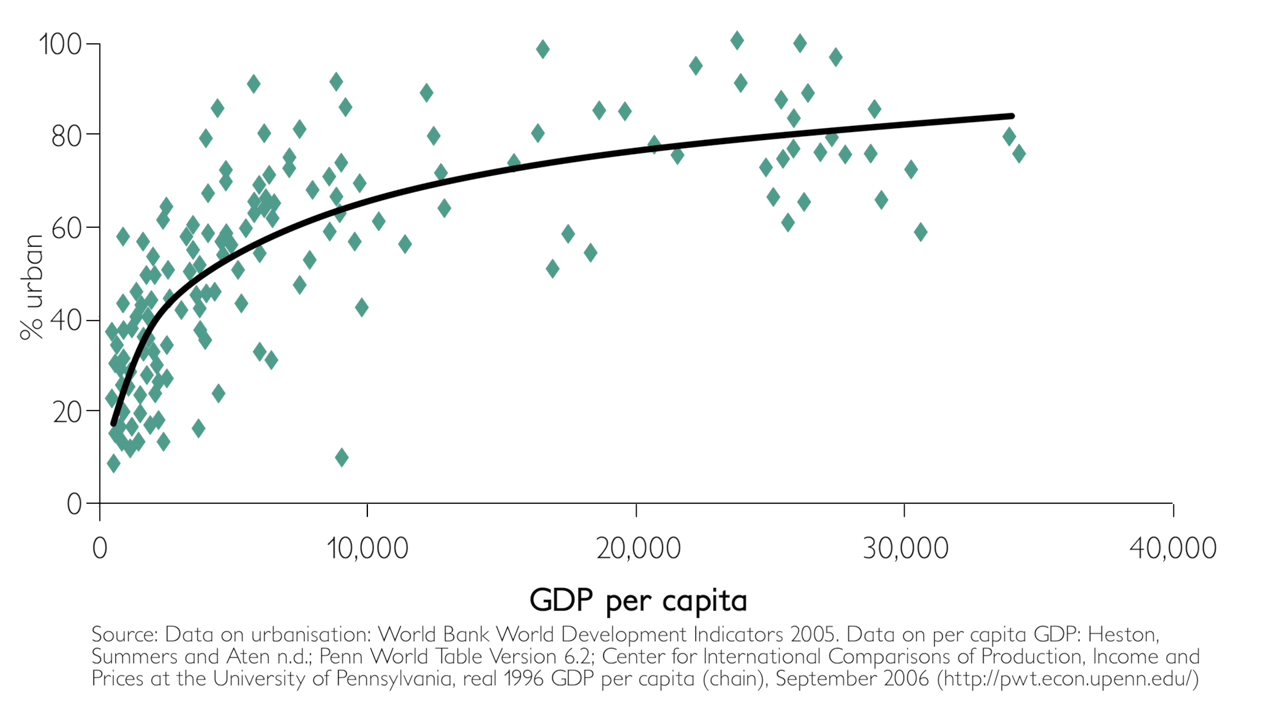 100
80
60
40
20
0
% urban
0 10,000 20,000 30,000 40,000
GDP per capita
Source: Data on urbanisation: World Bank World Development Indicators 2005. Data on per capita GDP: Heston,
Summers and Aten n.d.; Penn World Table Version 6.2; Center for International Comparisons of Production, Income and
Prices at the University of Pennsylvania, real 1996 GDP per capita (chain), September 2006 (http://pwt.econ.upenn.edu/)